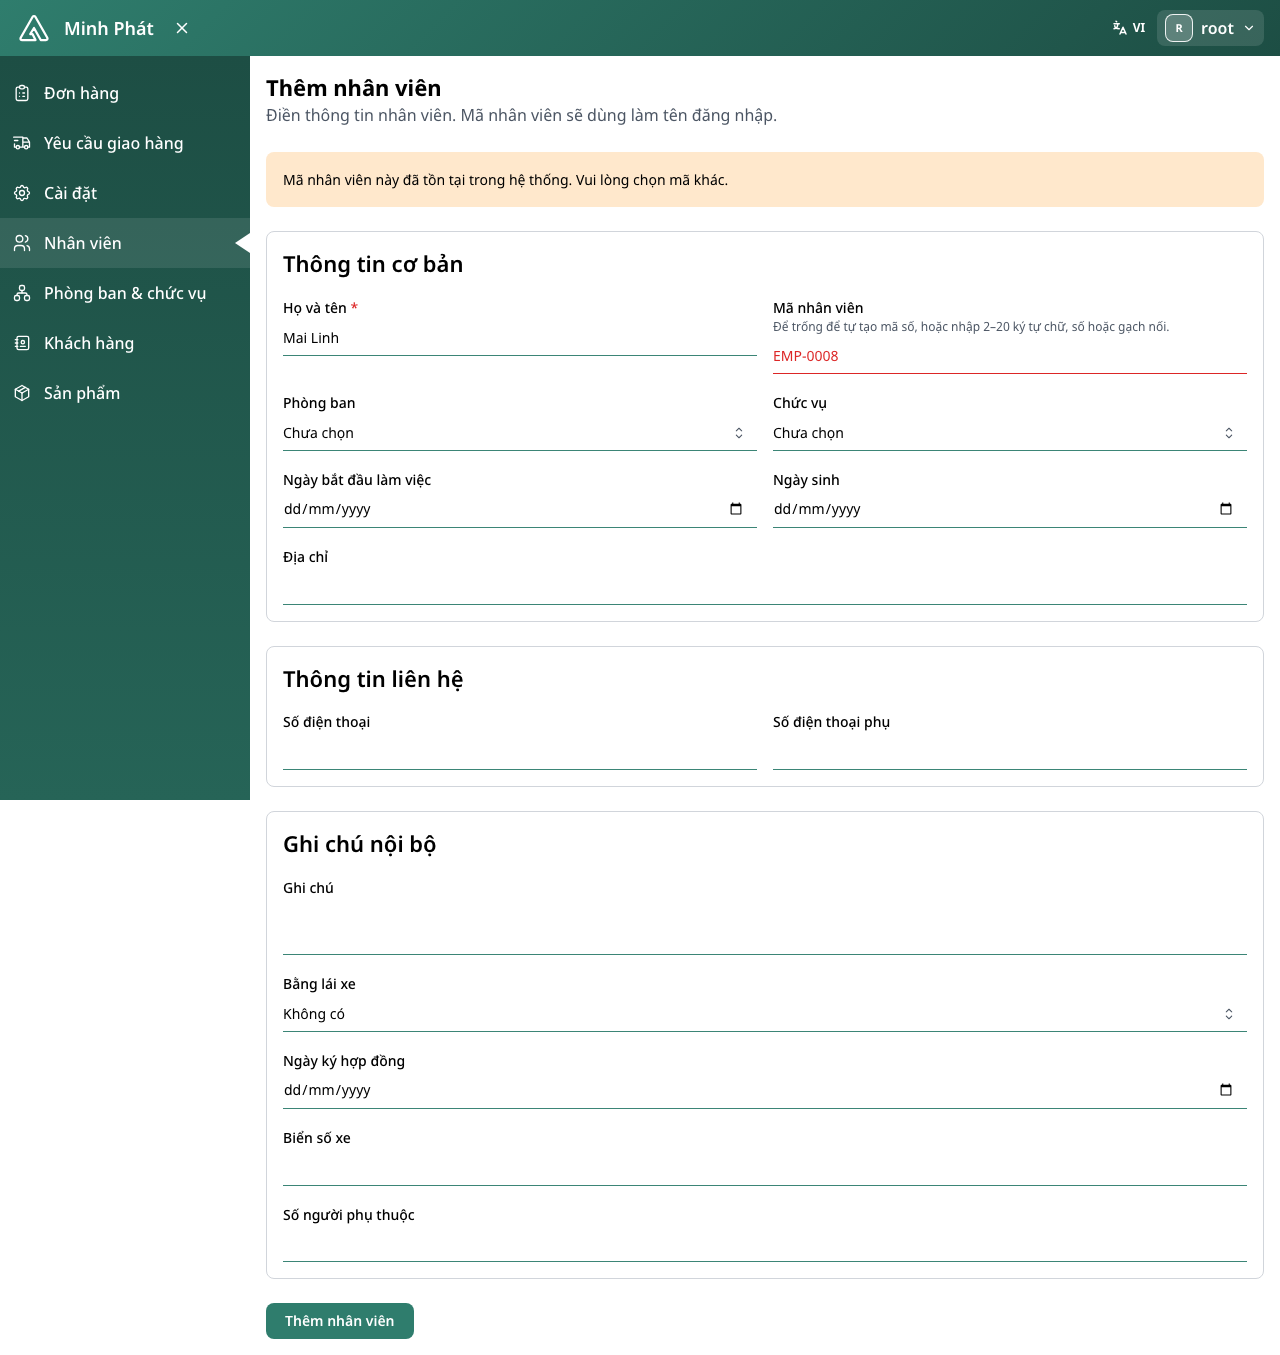 Minh Phát
VI
R
root
Đơn hàng
Yêu cầu giao hàng
Cài đặt
Nhân viên
Phòng ban & chức vụ
Khách hàng
Sản phẩm
Thêm nhân viên
Điền thông tin nhân viên. Mã nhân viên sẽ dùng làm tên đăng nhập.
Mã nhân viên này đã tồn tại trong hệ thống. Vui lòng chọn mã khác.
Thông tin cơ bản
Họ và tên *
Mai Linh
Mã nhân viên
Để trống để tự tạo mã số, hoặc nhập 2–20 ký tự chữ, số hoặc gạch nối.
EMP-0008
Phòng ban
Chưa chọn
Chức vụ
Chưa chọn
Ngày bắt đầu làm việc
dd/mm/yyyy
Ngày sinh
dd/mm/yyyy
Địa chỉ
Thông tin liên hệ
Số điện thoại
Số điện thoại phụ
Ghi chú nội bộ
Ghi chú
Bằng lái xe
Không có
Ngày ký hợp đồng
dd/mm/yyyy
Biển số xe
Số người phụ thuộc
Thêm nhân viên